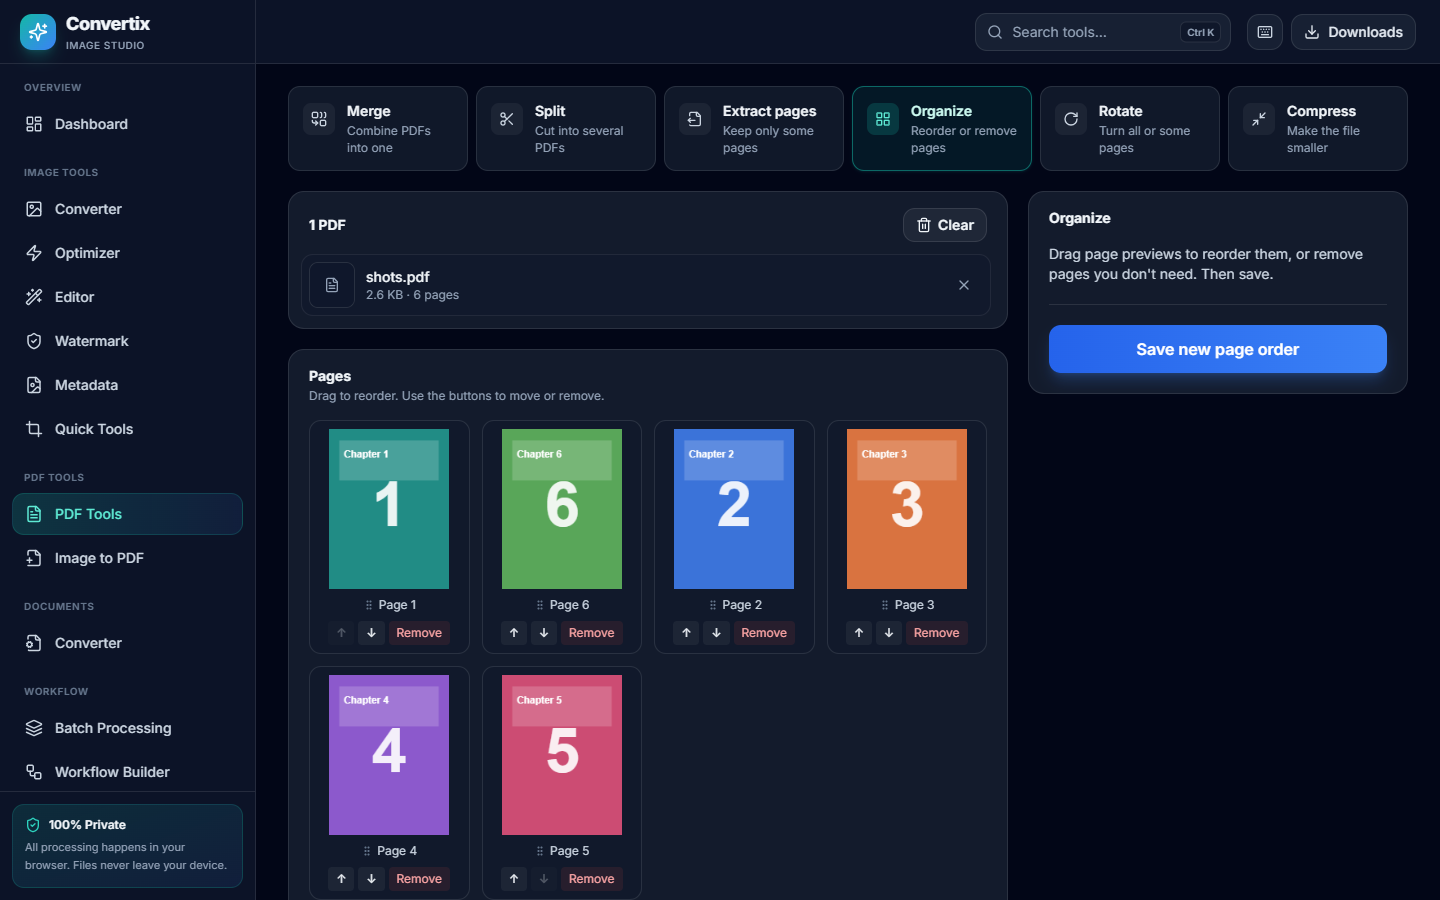 Convertix
IMAGE STUDIO
Search tools...
Ctrl K
Downloads
OVERVIEW
Dashboard
IMAGE TOOLS
Converter
Optimizer
Editor
Watermark
Metadata
Quick Tools
PDF TOOLS
PDF Tools
Image to PDF
DOCUMENTS
Converter
WORKFLOW
Batch Processing
Workflow Builder
100% Private
All processing happens in your
browser. Files never leave your device.
Merge
Combine PDFs
into one
Split
Cut into several
PDFs
Extract pages
Keep only some
pages
Organize
Reorder or remove
pages
Rotate
Turn all or some
pages
Compress
Make the file
smaller
1 PDF
Clear
shots.pdf
2.6 KB · 6 pages
Pages
Drag to reorder. Use the buttons to move or remove.
Chapter 1
1
Page 1
Remove
Chapter 6
6
Page 6
Remove
Chapter 2
2
Page 2
Remove
Chapter 3
3
Page 3
Remove
Chapter 4
4
Page 4
Remove
Chapter 5
5
Page 5
Remove
Organize
Drag page previews to reorder them, or remove
pages you don't need. Then save.
Save new page order